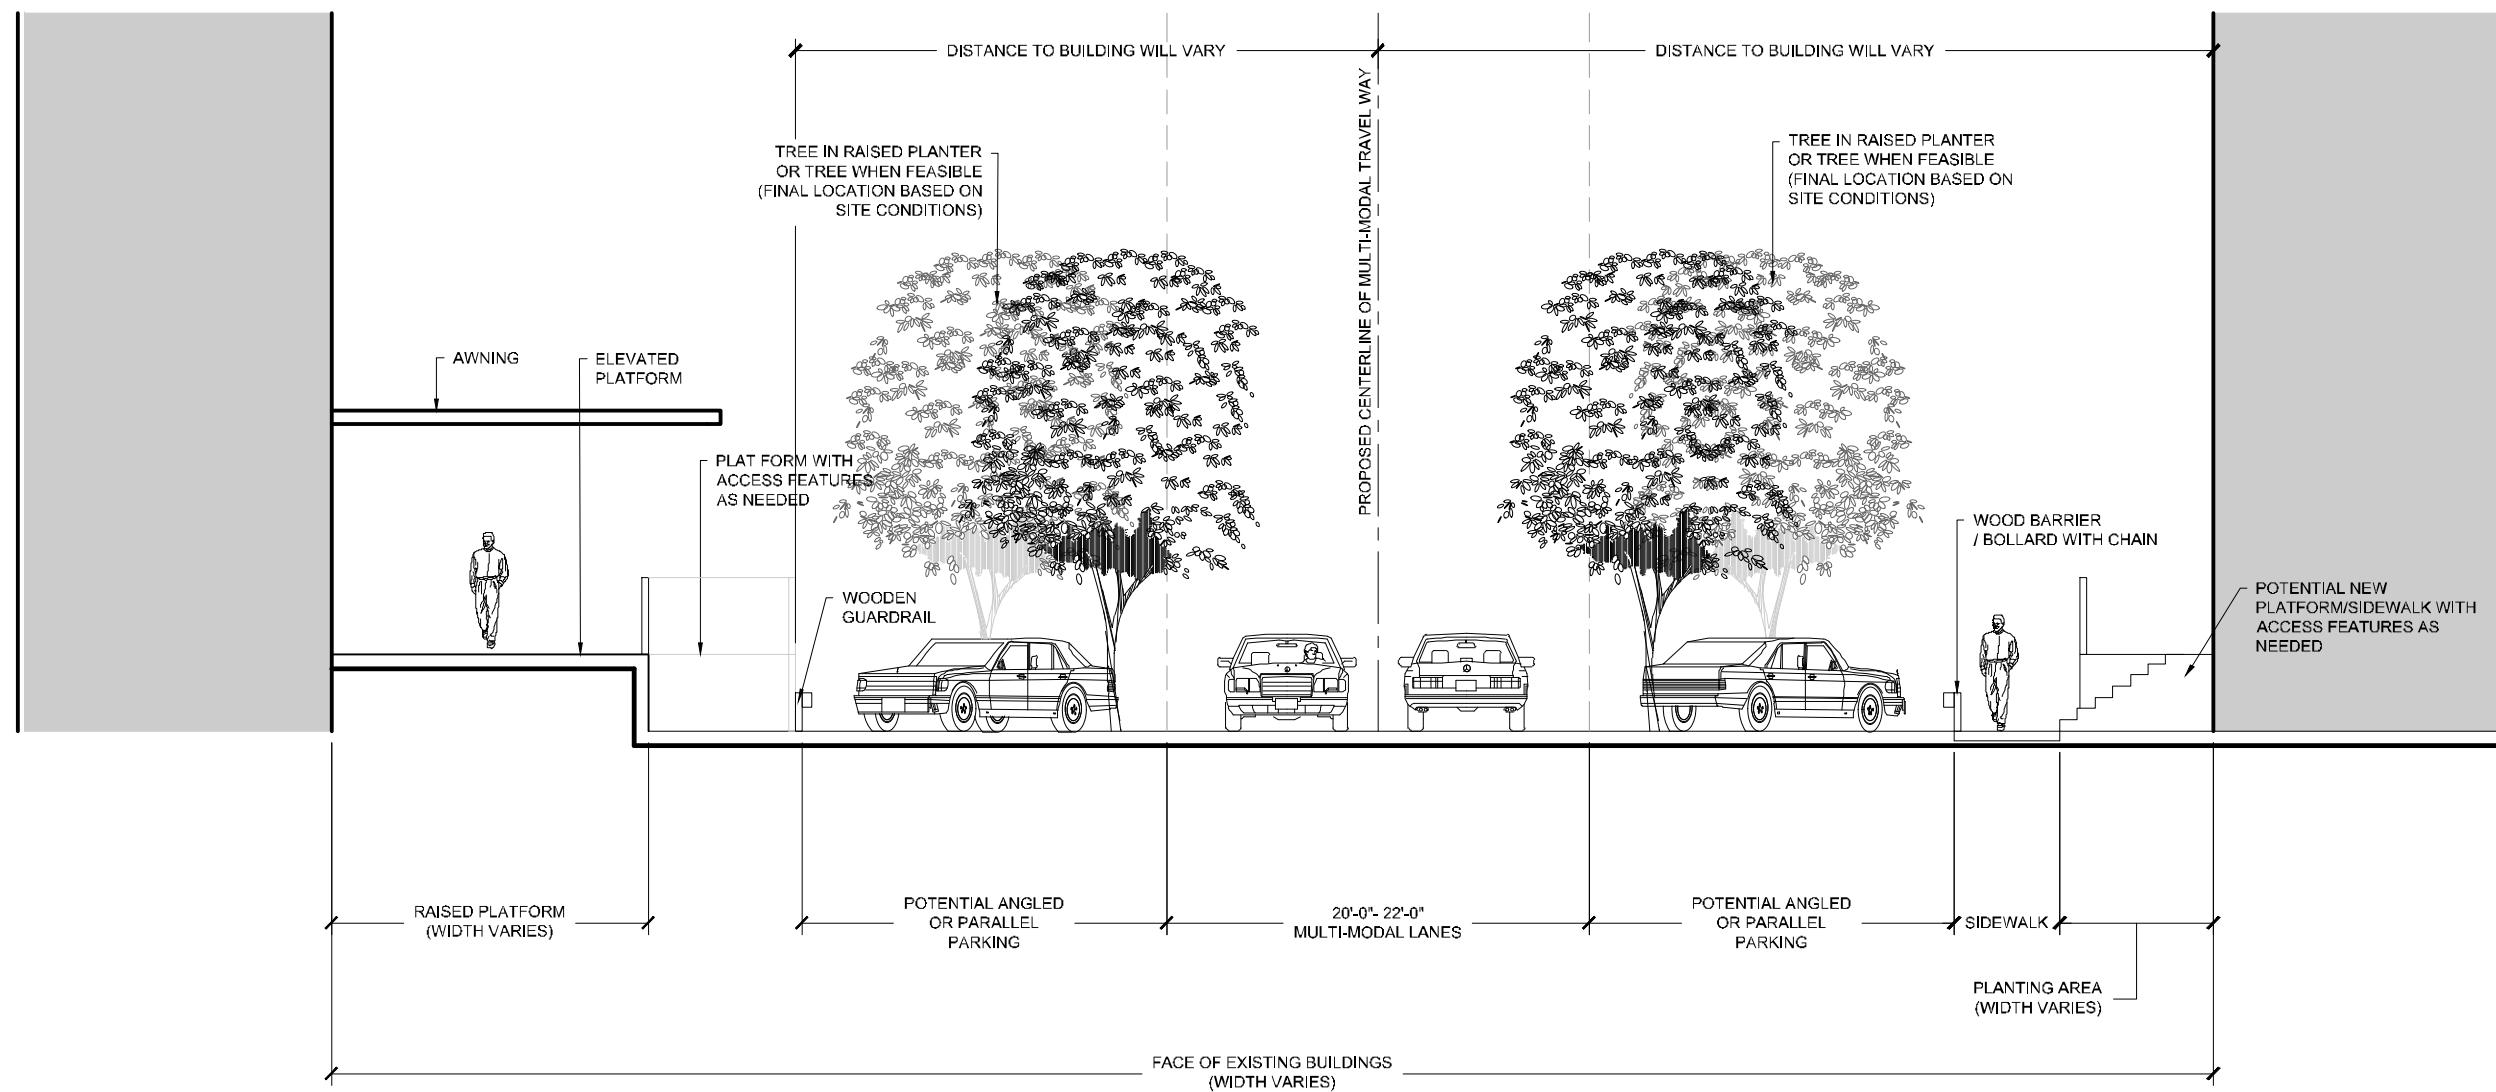 DISTANCE TO BUILDING WILL VARY
DISTANCE TO BUILDING WILL VARY
PROPOSED CENTERLINE OF MULTI-MODAL TRAVEL WAY
TREE IN RAISED PLANTER
OR TREE WHEN FEASIBLE
(FINAL LOCATION BASED ON
SITE CONDITIONS)
TREE IN RAISED PLANTER
OR TREE WHEN FEASIBLE
(FINAL LOCATION BASED ON
SITE CONDITIONS)
AWNING
ELEVATED
PLATFORM
PLAT FORM WITH
ACCESS FEATURES
AS NEEDED
WOODEN
GUARDRAIL
WOOD BARRIER
/ BOLLARD WITH CHAIN
POTENTIAL NEW
PLATFORM/SIDEWALK WITH
ACCESS FEATURES AS
NEEDED
RAISED PLATFORM
(WIDTH VARIES)
POTENTIAL ANGLED
OR PARALLEL
PARKING
20'-0"- 22'-0"
MULTI-MODAL LANES
POTENTIAL ANGLED
OR PARALLEL
PARKING
SIDEWALK
PLANTING AREA
(WIDTH VARIES)
FACE OF EXISTING BUILDINGS
(WIDTH VARIES)